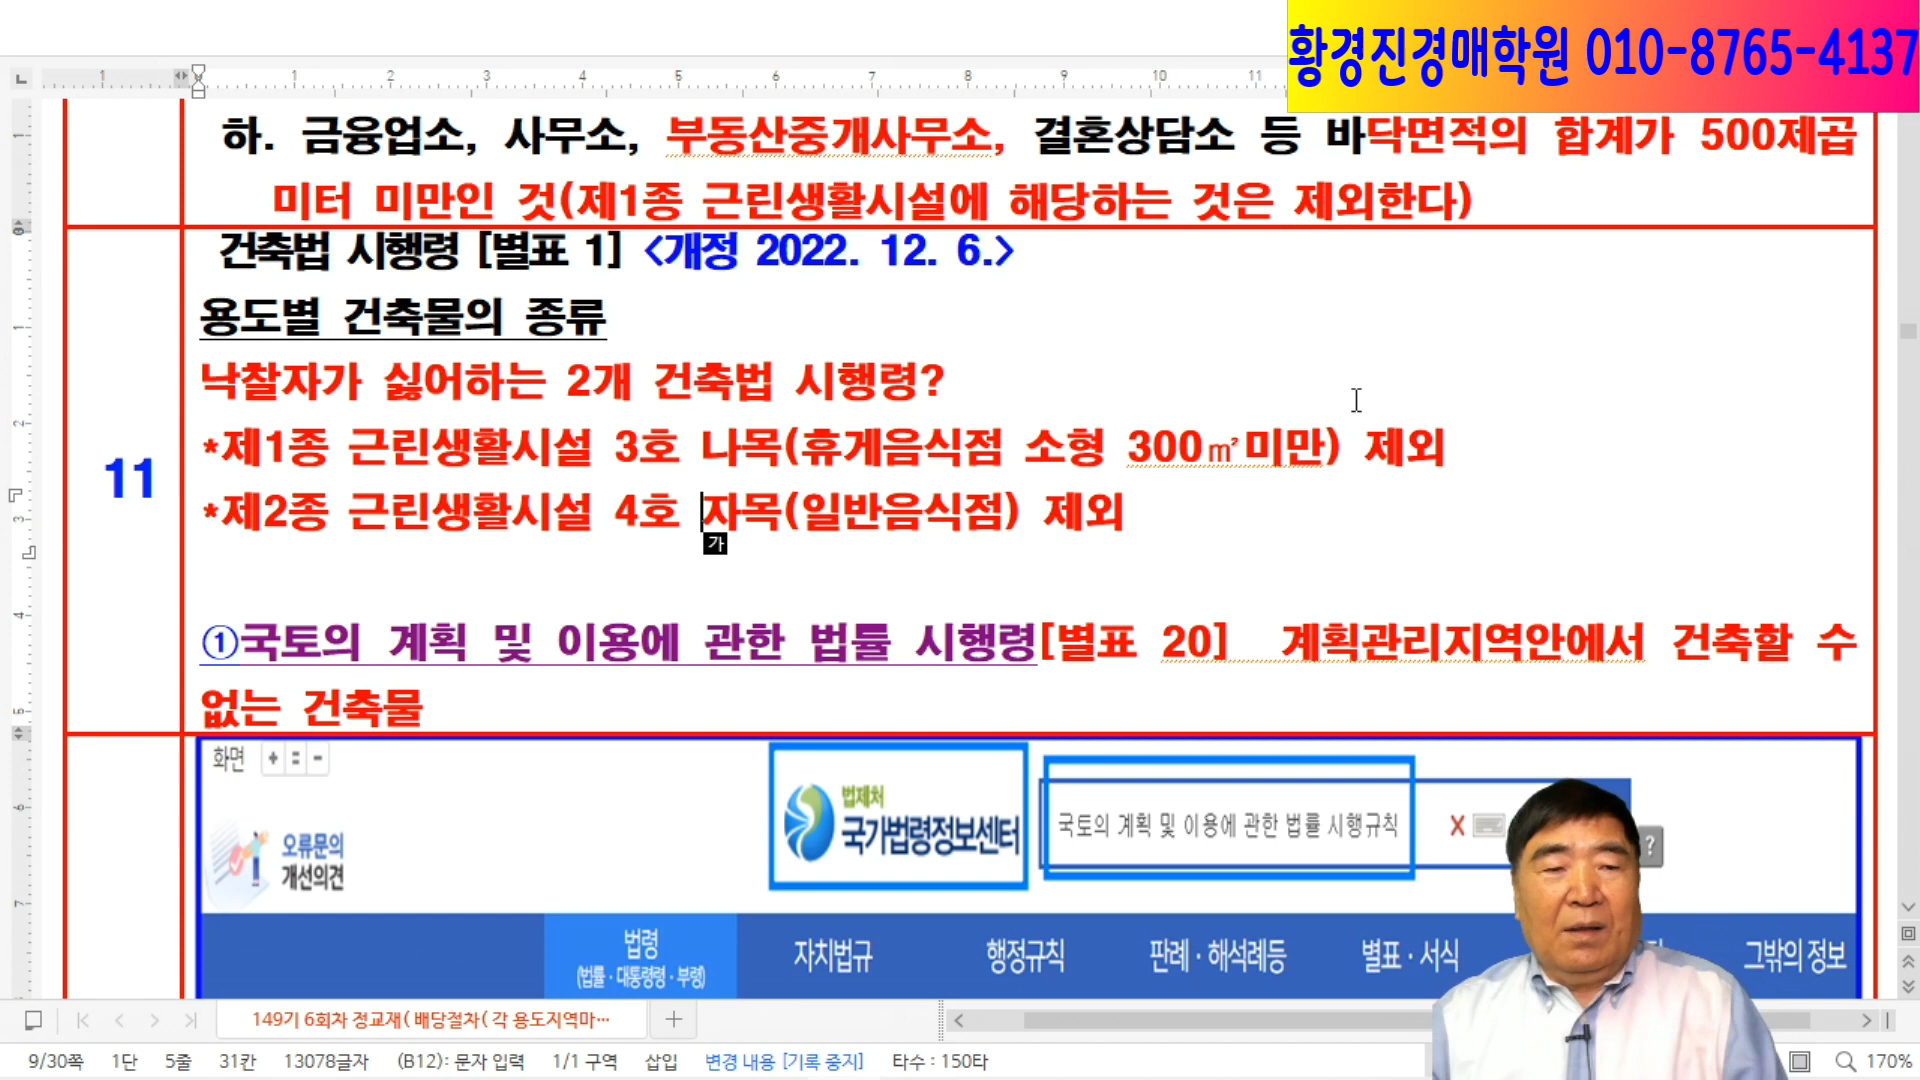 황경진경매학원 010-8765-4137
1 1 2 3 4 5 6 7 8 9 10 11
하. 금융업소, 사무소, 부동산중개사무소, 결혼상담소 등 바닥면적의 합계가 500제곱
미터 미만인 것(제1종 근린생활시설에 해당하는 것은 제외한다)
건축법 시행령 [별표 1] <개정 2022. 12. 6.>
용도별 건축물의 종류
낙찰자가 싫어하는 2개 건축법 시행령?
*제1종 근린생활시설 3호 나목(휴게음식점 소형 300㎡미만) 제외
11
*제2종 근린생활시설 4호 자목(일반음식점) 제외
가
①국토의 계획 및 이용에 관한 법률 시행령[별표 20] 계획관리지역안에서 건축할 수
없는 건축물
화면 + = -
법제처
국가법령정보센터
국토의 계획 및 이용에 관한 법률 시행규칙 X
?
오류문의
개선의견
법령
(법률·대통령령·부령)
자치법규 행정규칙 판례·해석례등 별표·서식 그밖의 정보
149기 6회차 정교재( 배당절차( 각 용도지역마··· +
9/30쪽 1단 5줄 31칸 13078글자 (B12): 문자 입력 1/1 구역 삽입 변경 내용 [기록 중지] 타수 : 150타 170%